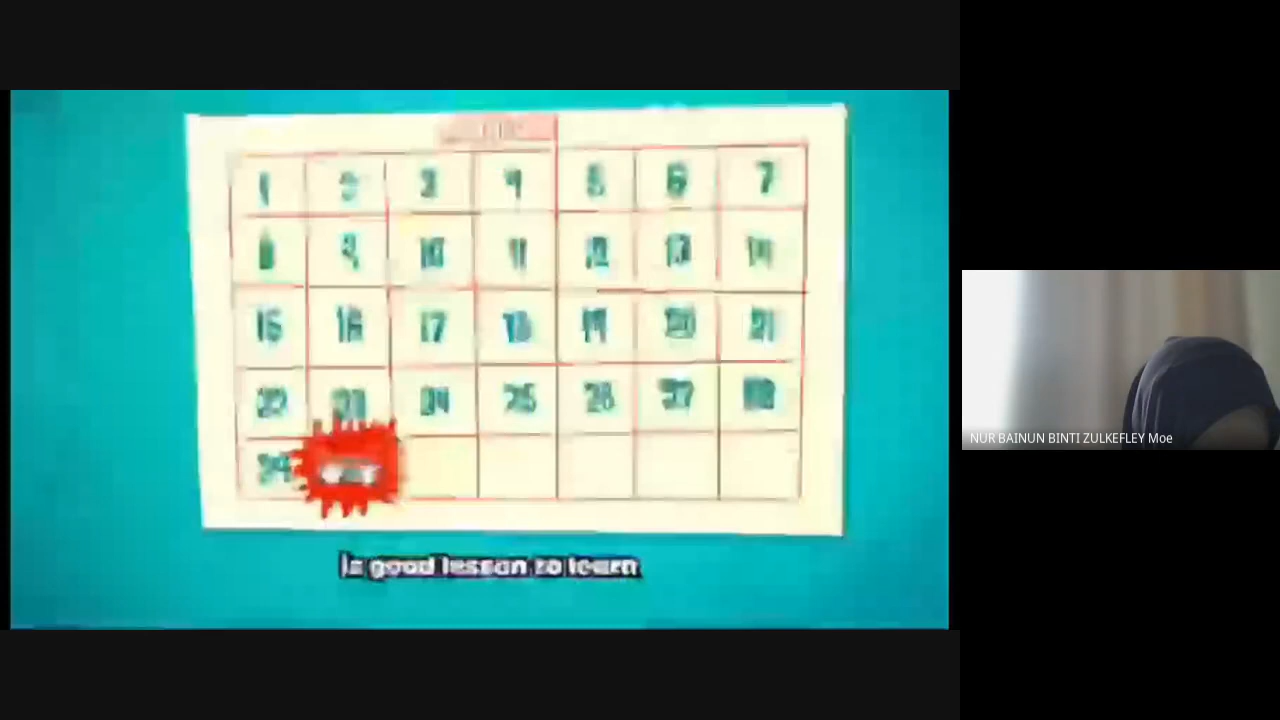 1 2 3 4 5 6 7
8 9 10 11 12 13 14
15 16 17 18 19 20 21
22 23 24 25 26 27 28
Is good lesson to learn
NUR BAINUN BINTI ZULKEFLEY Moe